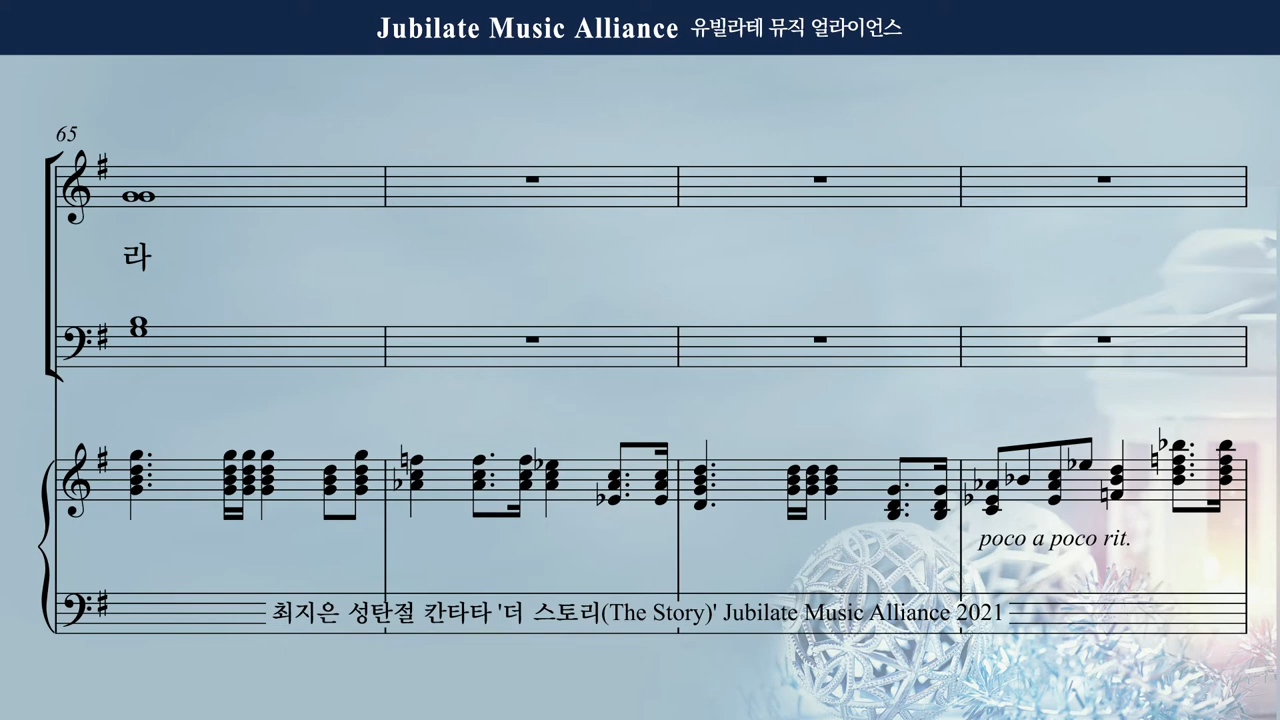 Jubilate Music Alliance 유빌라테 뮤직 얼라이언스
65
라
poco a poco rit.
최지은 성탄절 칸타타 '더 스토리(The Story)' Jubilate Music Alliance 2021